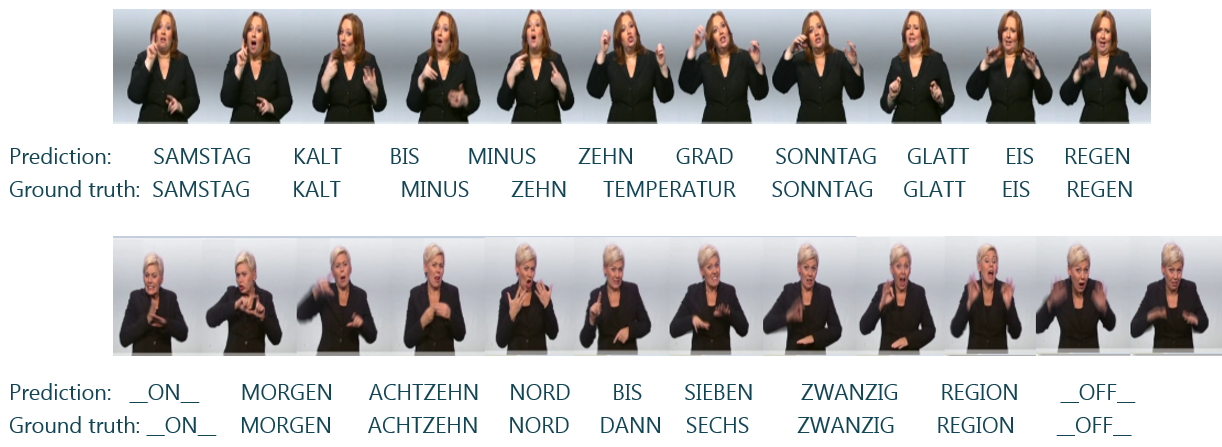 Prediction: SAMSTAG KALT BIS MINUS ZEHN GRAD SONNTAG GLATT EIS REGEN
Ground truth: SAMSTAG KALT MINUS ZEHN TEMPERATUR SONNTAG GLATT EIS REGEN
Prediction: __ON__ MORGEN ACHTZEHN NORD BIS SIEBEN ZWANZIG REGION __OFF__
Ground truth: __ON__ MORGEN ACHTZEHN NORD DANN SECHS ZWANZIG REGION __OFF__